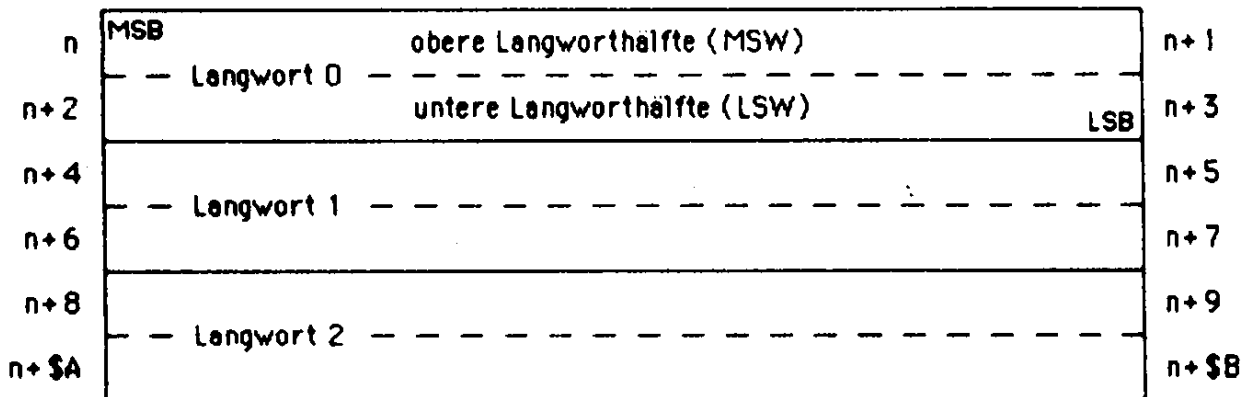 MSB
n obere Langworthälfte (MSW) n+1
Langwort 0
n+2 untere Langworthälfte (LSW) n+3
LSB
n+4 n+5
Langwort 1
n+6 n+7
n+8 n+9
Langwort 2
n+$A n+$B